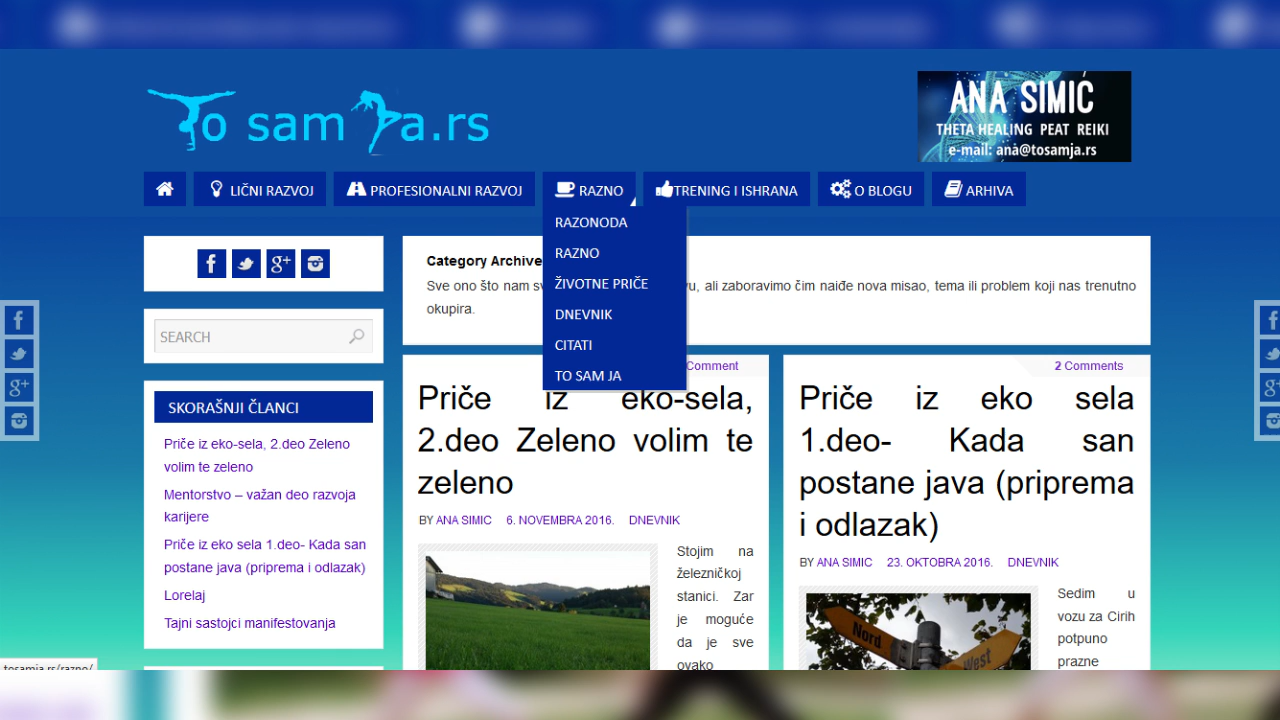 To sam Ja.rs
ANA SIMIĆ
THETA HEALING PEAT REIKI
e-mail: ana@tosamja.rs
LIČNI RAZVOJ
PROFESIONALNI RAZVOJ
RAZNO
TRENING I ISHRANA
O BLOGU
ARHIVA
RAZONODA
RAZNO
ŽIVOTNE PRIČE
DNEVNIK
CITATI
TO SAM JA
SEARCH
SKORAŠNJI ČLANCI
Priče iz eko-sela, 2.deo Zeleno
volim te zeleno
Mentorstvo – važan deo razvoja
karijere
Priče iz eko sela 1.deo- Kada san
postane java (priprema i odlazak)
Lorelaj
Tajni sastojci manifestovanja
Category Archive
Sve ono što nam , ali zaboravimo čim naiđe nova misao, tema ili problem koji nas trenutno
okupira.
Comment
Priče iz eko-sela,
2.deo Zeleno volim te
zeleno
BY ANA SIMIC 6. NOVEMBRA 2016. DNEVNIK
Stojim na
železničkoj
stanici. Zar
je moguće
da je sve
ovako
2 Comments
Priče iz eko sela
1.deo- Kada san
postane java (priprema
i odlazak)
BY ANA SIMIC 23. OKTOBRA 2016. DNEVNIK
Nord
West
Sedim u
vozu za Cirih
potpuno
prazne
tosamja.rs/razno/